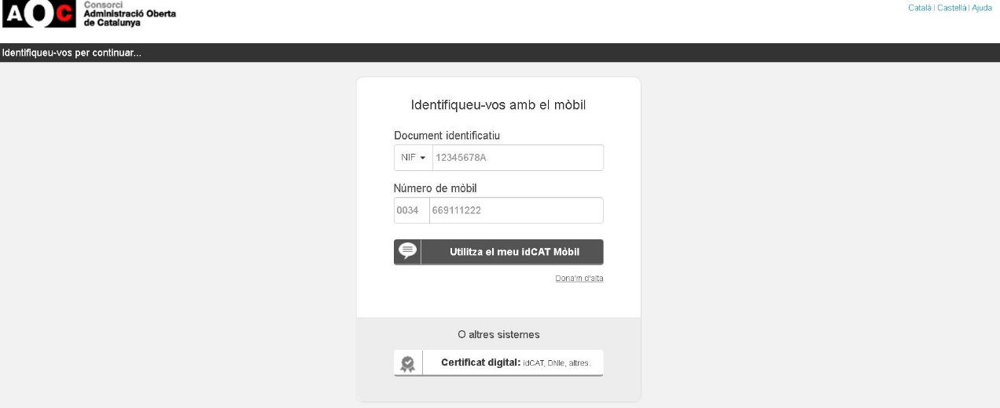 AOC
Consorci
Administració Oberta
de Catalunya
Català | Castellà | Ajuda
Identifiqueu-vos per continuar...
Identifiqueu-vos amb el mòbil
Document identificatiu
NIF 12345678A
Número de mòbil
0034 669111222
Utilitza el meu idCAT Mòbil
Dona'm d'alta
O altres sistemes
Certificat digital: idCAT, DNIe, altres.